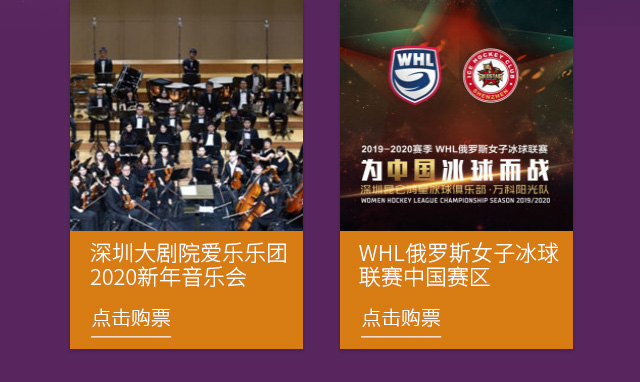 深圳大剧院爱乐乐团
2020新年音乐会
点击购票
WHL
ICE HOCKEY CLUB
SHENZHEN
2019-2020赛季 WHL俄罗斯女子冰球联赛
为中国冰球而战
深圳昆仑鸿星冰球俱乐部·万科阳光队
WOMEN HOCKEY LEAGUE CHAMPIONSHIP SEASON 2019/2020
WHL俄罗斯女子冰球
联赛中国赛区
点击购票